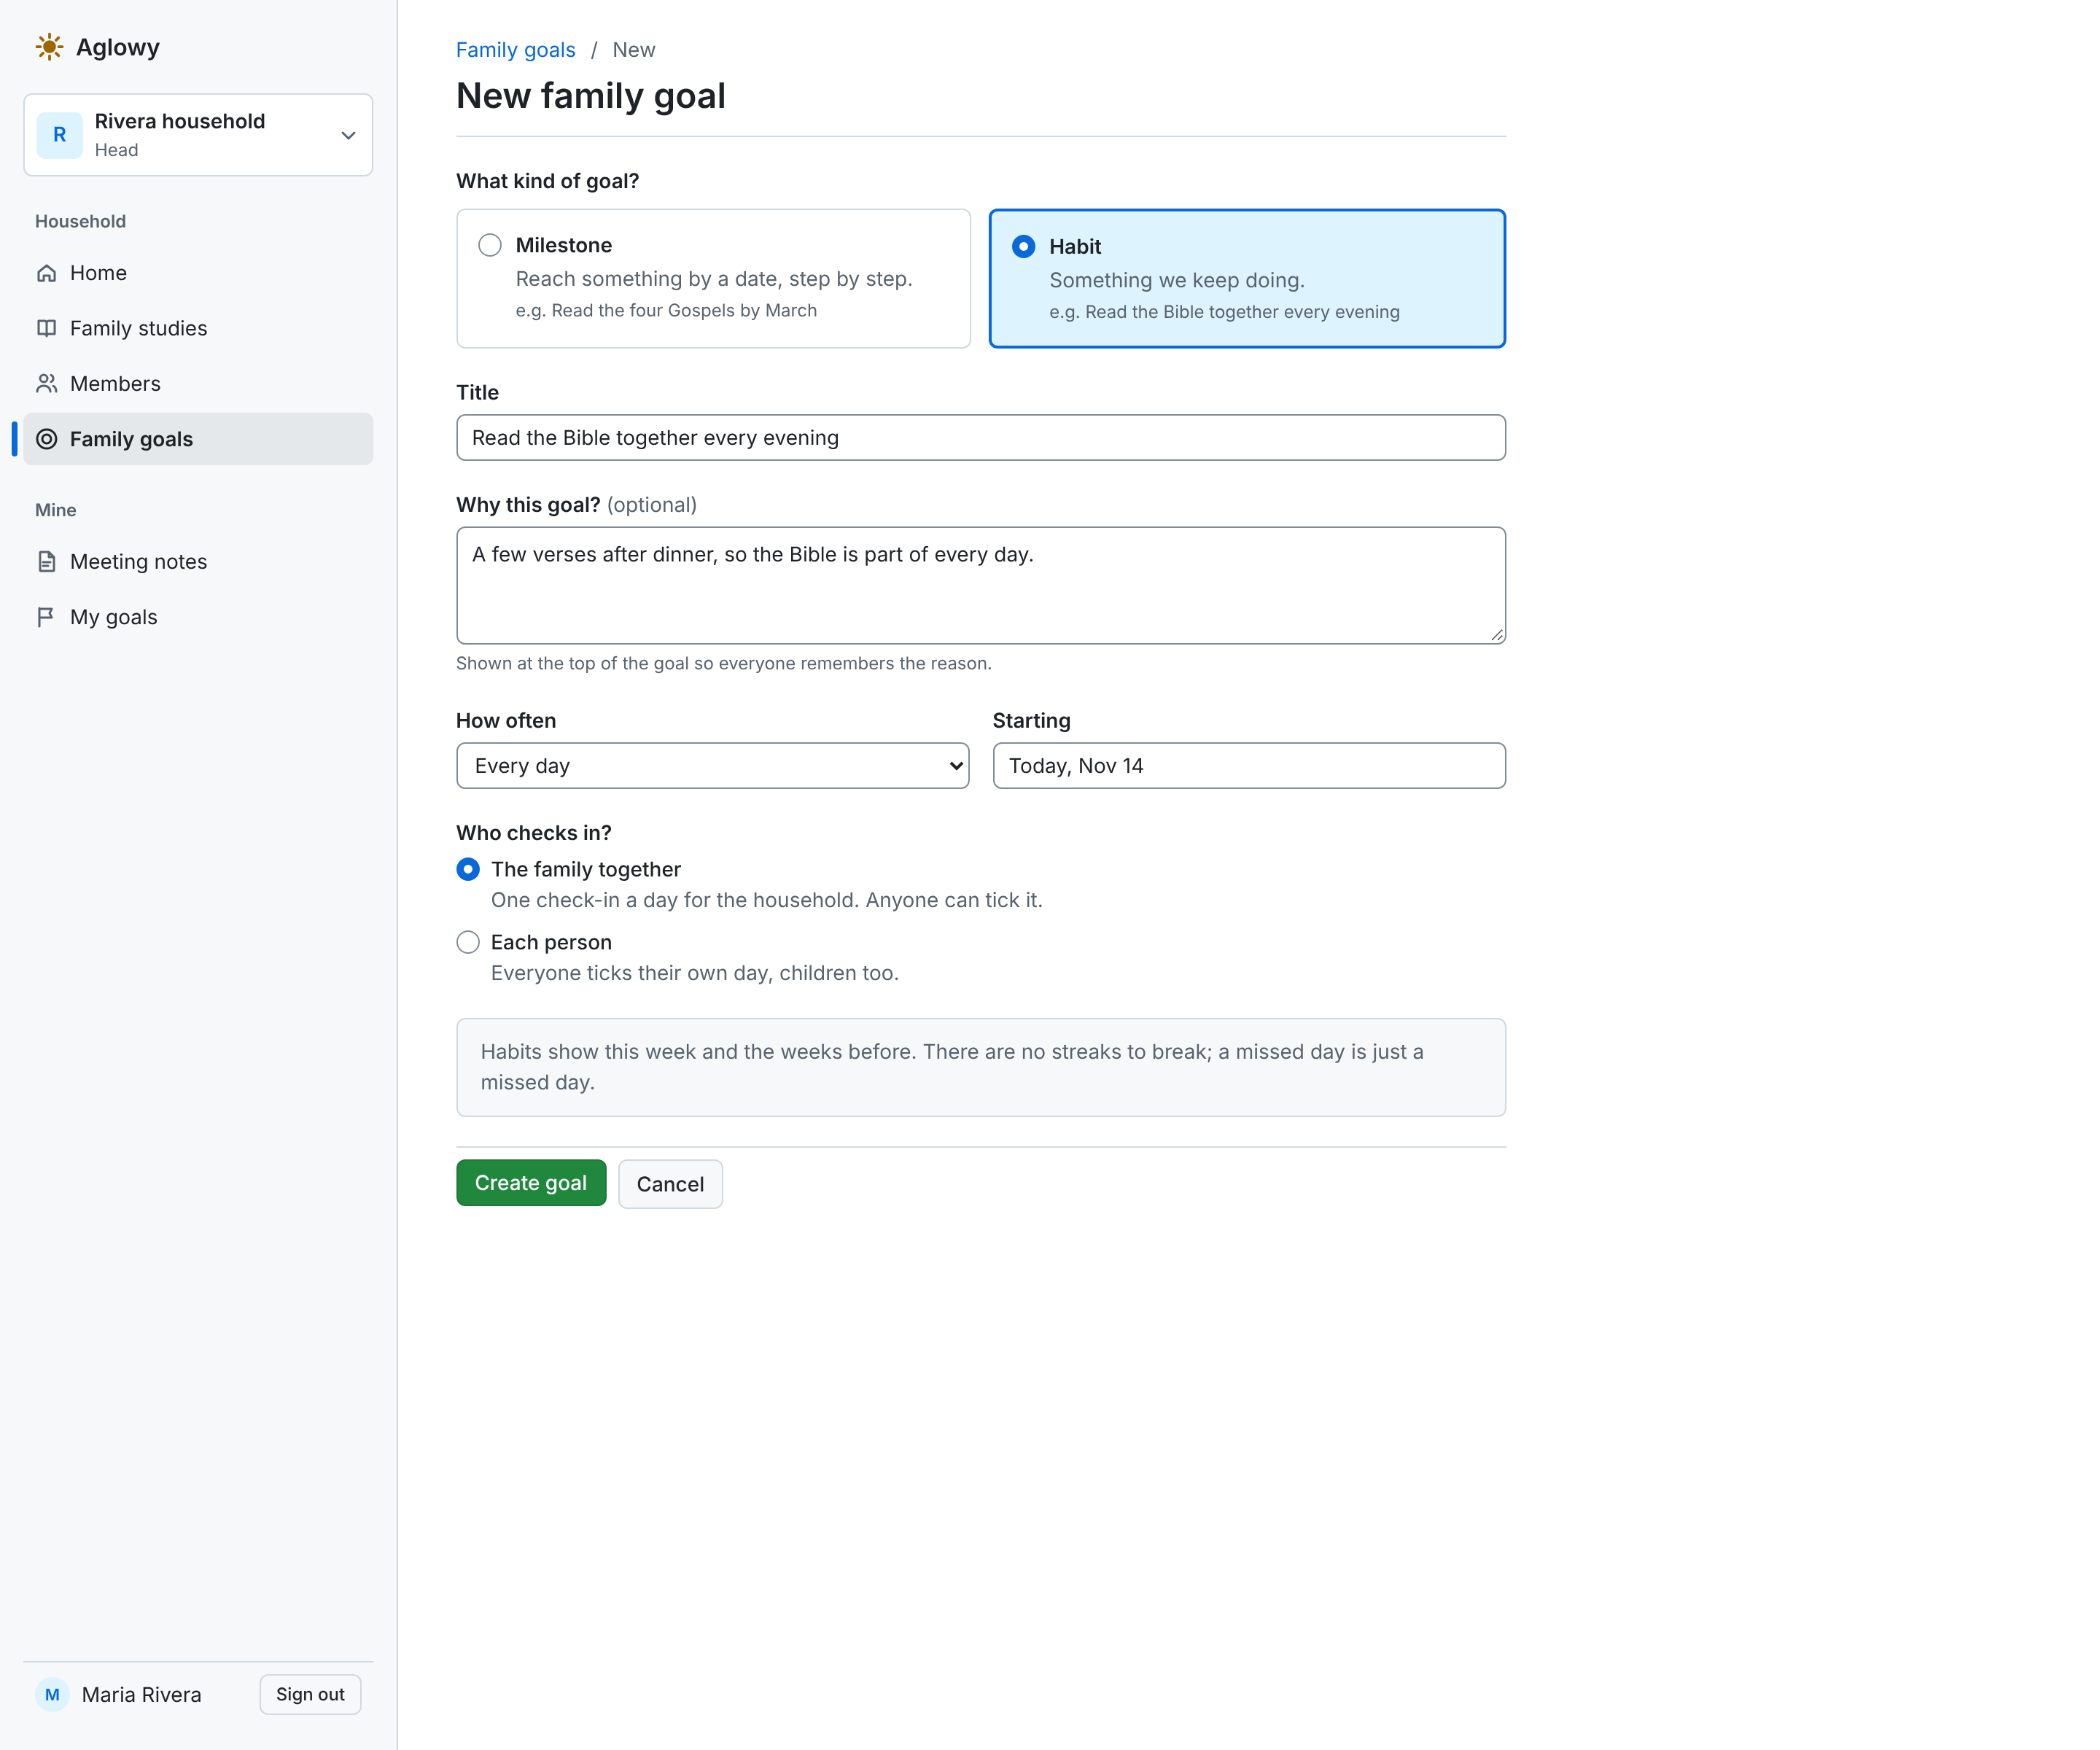 Aglowy
R
Rivera household
Head
Household
Home
Family studies
Members
Family goals
Mine
Meeting notes
My goals
M
Maria Rivera
Sign out
Family goals / New
New family goal
What kind of goal?
Milestone
Reach something by a date, step by step.
e.g. Read the four Gospels by March
Habit
Something we keep doing.
e.g. Read the Bible together every evening
Title
Read the Bible together every evening
Why this goal? (optional)
A few verses after dinner, so the Bible is part of every day.
Shown at the top of the goal so everyone remembers the reason.
How often
Every day
Starting
Today, Nov 14
Who checks in?
The family together
One check-in a day for the household. Anyone can tick it.
Each person
Everyone ticks their own day, children too.
Habits show this week and the weeks before. There are no streaks to break; a missed day is just a
missed day.
Create goal
Cancel